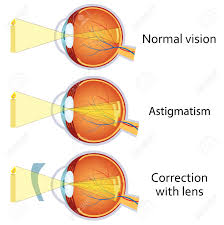 Normal vision
Astigmatism
Correction
with lens